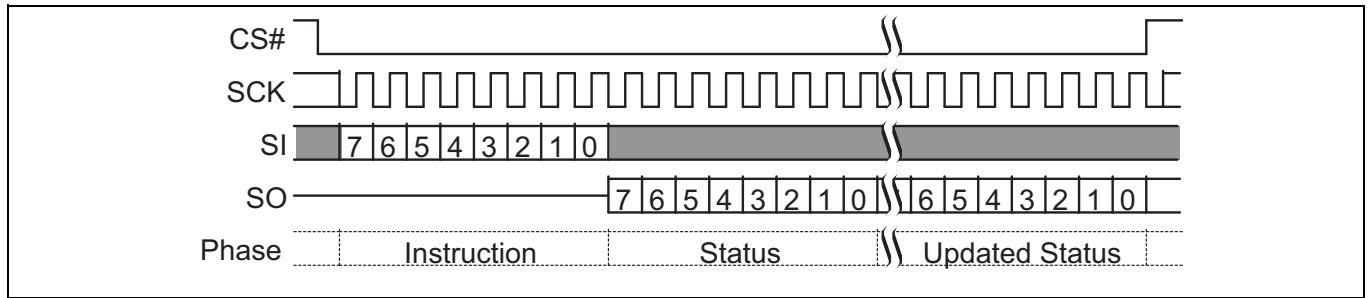 CS#
SCK
SI 7 6 5 4 3 2 1 0
SO 7 6 5 4 3 2 1 0 6 5 4 3 2 1 0
Phase Instruction Status Updated Status